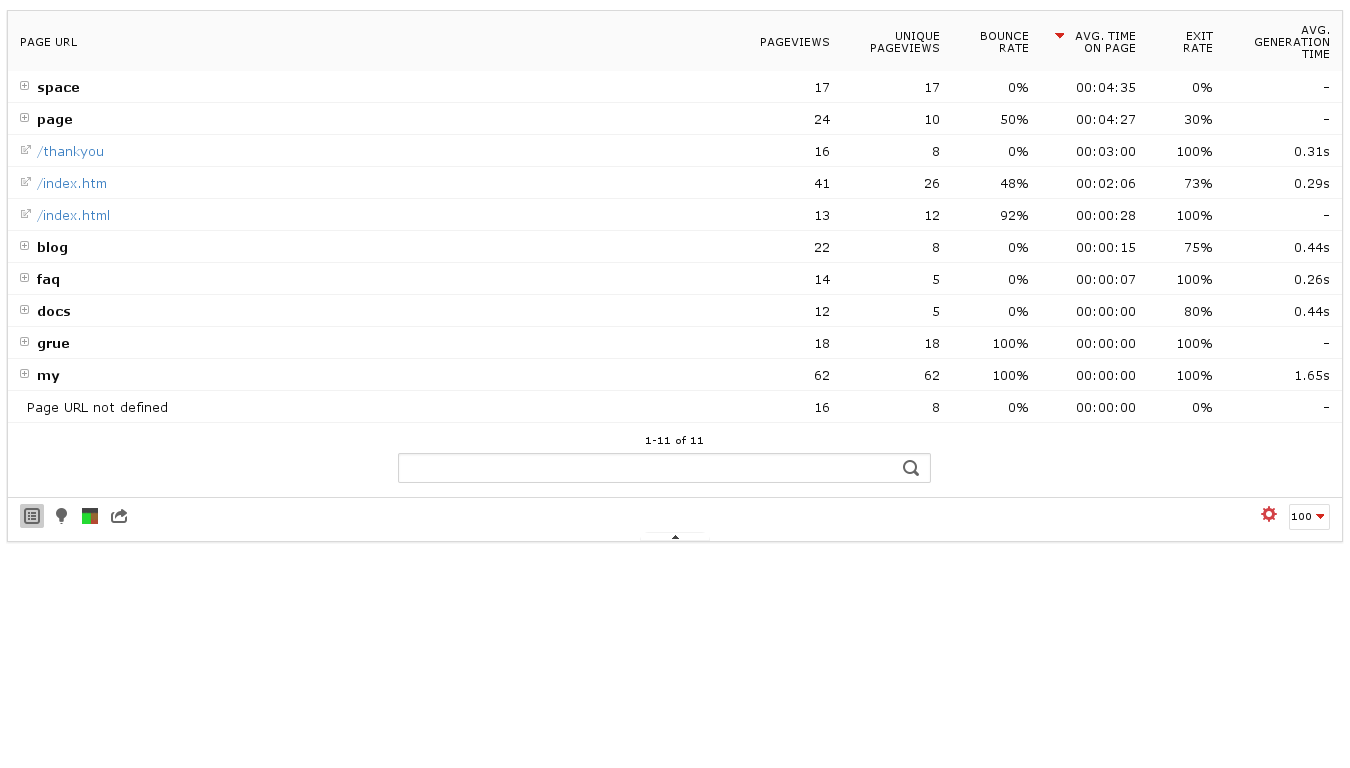 PAGE URL PAGEVIEWS UNIQUE PAGEVIEWS BOUNCE RATE AVG. TIME ON PAGE EXIT RATE AVG. GENERATION TIME
space 17 17 0% 00:04:35 0% -
page 24 10 50% 00:04:27 30% -
/thankyou 16 8 0% 00:03:00 100% 0.31s
/index.htm 41 26 48% 00:02:06 73% 0.29s
/index.html 13 12 92% 00:00:28 100% -
blog 22 8 0% 00:00:15 75% 0.44s
faq 14 5 0% 00:00:07 100% 0.26s
docs 12 5 0% 00:00:00 80% 0.44s
grue 18 18 100% 00:00:00 100% -
my 62 62 100% 00:00:00 100% 1.65s
Page URL not defined 16 8 0% 00:00:00 0% -
1-11 of 11
100